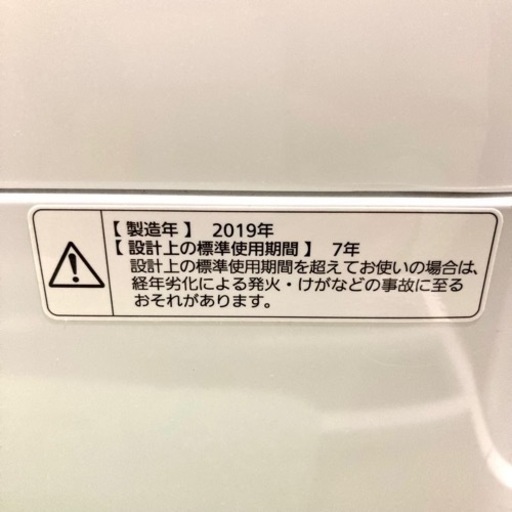 【 製造年 】 2019年
【 設計上の標準使用期間 】 7年
設計上の標準使用期間を超えてお使いの場合は、
経年劣化による発火・けがなどの事故に至る
おそれがあります。